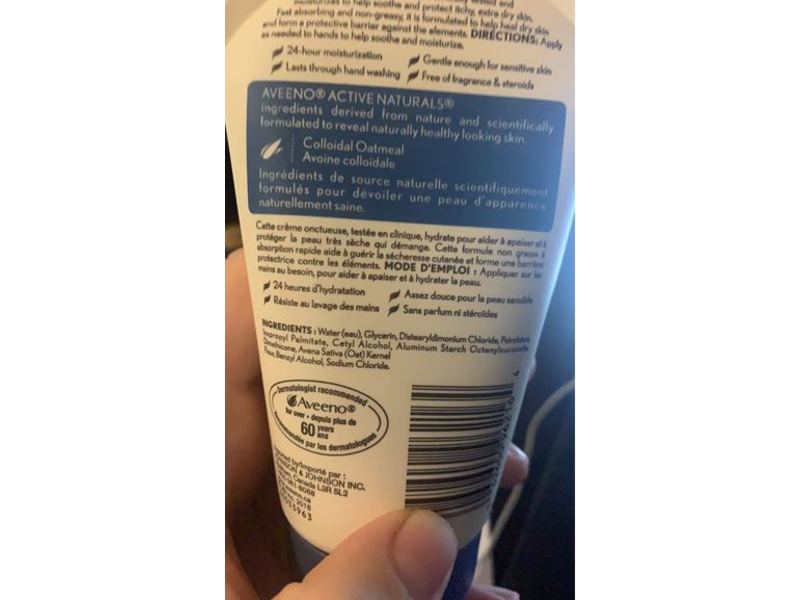 moisturizes to help soothe and protect itchy, extra dry skin.
Fast absorbing and non-greasy, it is formulated to help heal dry skin
and form a protective barrier against the elements. DIRECTIONS: Apply
as needed to hands to help soothe and moisturize.
24-hour moisturization
Gentle enough for sensitive skin
Lasts through hand washing
Free of fragrance & steroids
AVEENO® ACTIVE NATURALS®
ingredients derived from nature and scientifically
formulated to reveal naturally healthy looking skin.
Colloidal Oatmeal
Avoine colloïdale
Ingrédients de source naturelle scientifiquement
formulés pour dévoiler une peau d'apparence
naturellement saine.
Cette crème onctueuse, testée en clinique, hydrate pour aider à apaiser et à
protéger la peau très sèche qui démange. Cette formule non grasse à
absorption rapide aide à guérir la sécheresse cutanée et forme une barrière
protectrice contre les éléments. MODE D'EMPLOI : Appliquer sur les
mains au besoin, pour aider à apaiser et à hydrater la peau.
24 heures d'hydratation
Assez douce pour la peau sensible
Résiste au lavage des mains
Sans parfum ni stéroïdes
INGREDIENTS : Water (eau), Glycerin, Distearyldimonium Chloride, Petrolatum,
Isopropyl Palmitate, Cetyl Alcohol, Aluminum Starch Octenylsuccinate,
Dimethicone, Avena Sativa (Oat) Kernel
Flour, Benzyl Alcohol, Sodium Chloride.
Dermatologist recommended
Aveeno®
for over • depuis plus de
60 years
ans
recommandée par les dermatologues
by/importé par :
& JOHNSON INC.
Canada L3R 5L2
2016